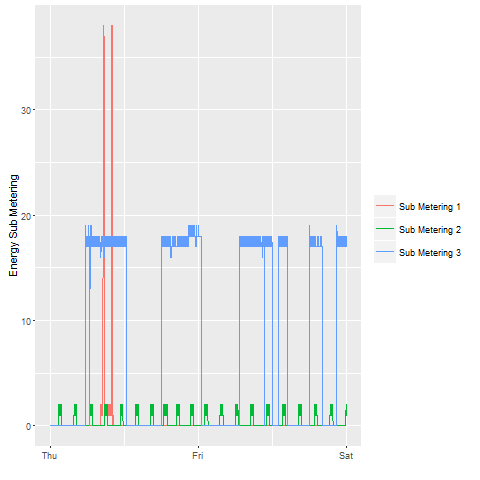 Energy Sub Metering
30
20
10
0
Thu
Fri
Sat
Sub Metering 1
Sub Metering 2
Sub Metering 3